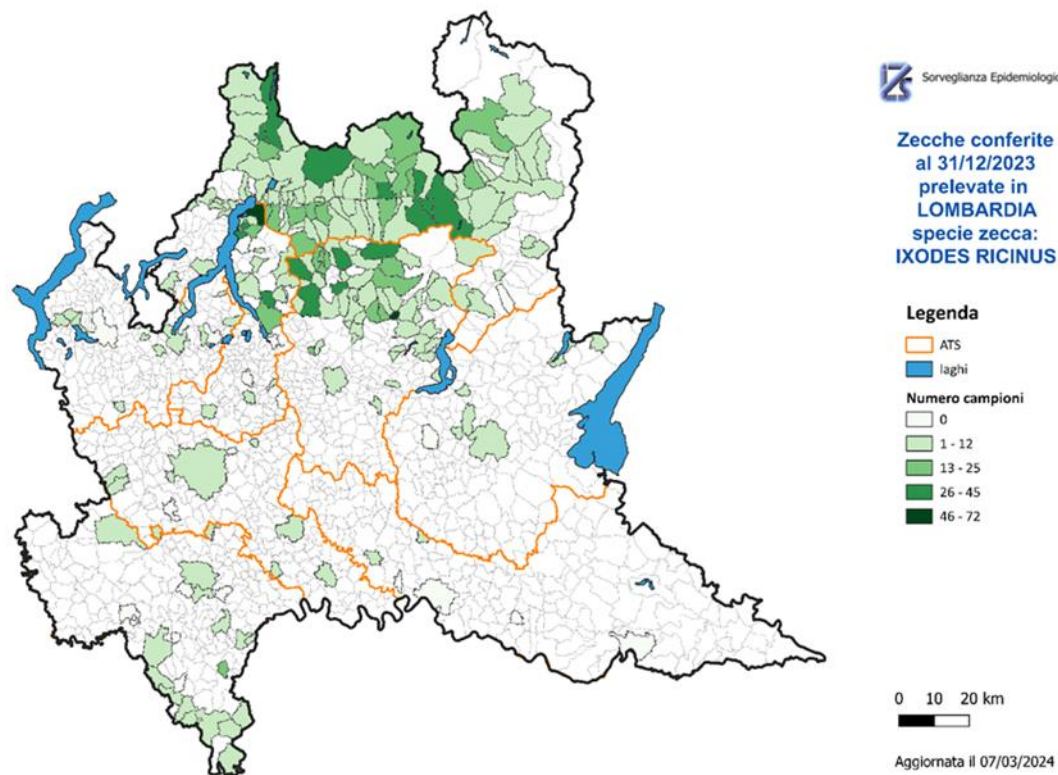 Sorveglianza Epidemiologic
Zecche conferite
al 31/12/2023
prelevate in
LOMBARDIA
specie zecca:
IXODES RICINUS
Legenda
ATS
laghi
Numero campioni
0
1 - 12
13 - 25
26 - 45
46 - 72
0 10 20 km
Aggiornata il 07/03/2024